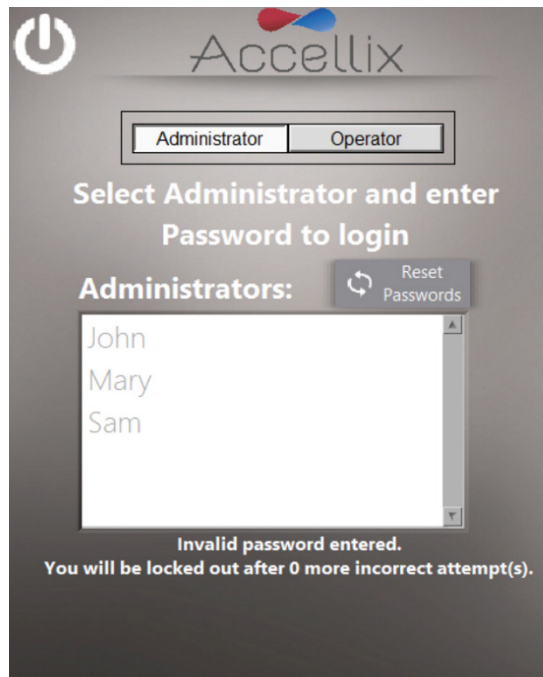 Accellix
Administrator Operator
Select Administrator and enter
Password to login
Administrators:
Reset
Passwords
John
Mary
Sam
Invalid password entered.
You will be locked out after 0 more incorrect attempt(s).